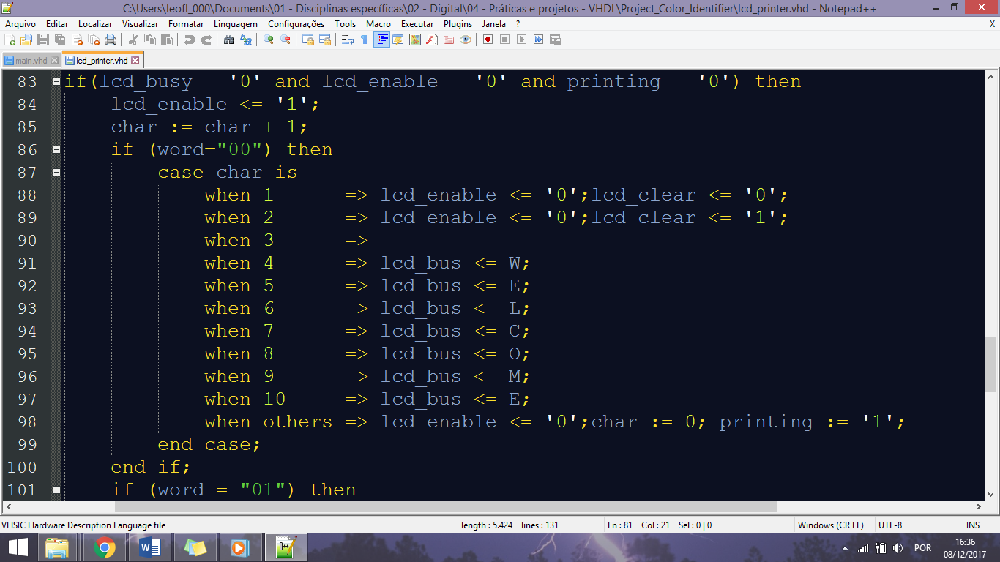 C:\Users\leofl_000\Documents\01 - Disciplinas específicas\02 - Digital\04 - Práticas e projetos - VHDL\Project_Color_Identifier\lcd_printer.vhd - Notepad++
Arquivo Editar Localizar Visualizar Formatar Linguagem Configurações Tools Macro Executar Plugins Janela ? X
main.vhd lcd_printer.vhd
83 if(lcd_busy = '0' and lcd_enable = '0' and printing = '0') then
84 lcd_enable <= '1';
85 char := char + 1;
86 if (word="00") then
87 case char is
88 when 1 => lcd_enable <= '0';lcd_clear <= '0';
89 when 2 => lcd_enable <= '0';lcd_clear <= '1';
90 when 3 =>
91 when 4 => lcd_bus <= W;
92 when 5 => lcd_bus <= E;
93 when 6 => lcd_bus <= L;
94 when 7 => lcd_bus <= C;
95 when 8 => lcd_bus <= O;
96 when 9 => lcd_bus <= M;
97 when 10 => lcd_bus <= E;
98 when others => lcd_enable <= '0';char := 0; printing := '1';
99 end case;
100 end if;
101 if (word = "01") then
VHSIC Hardware Description Language file length : 5.424 lines : 131 Ln : 81 Col : 21 Sel : 0 | 0 Windows (CR LF) UTF-8 INS
POR 16:36
08/12/2017